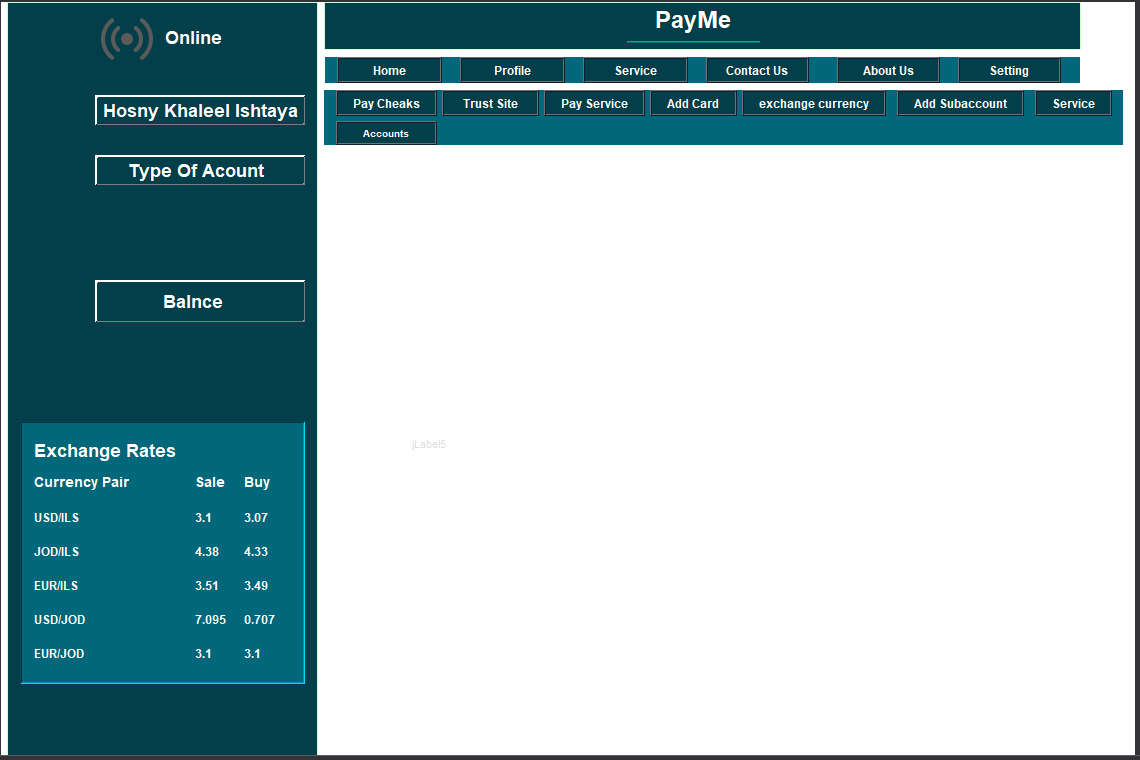 Online
Hosny Khaleel Ishtaya
Type Of Acount
Balnce
Exchange Rates
Currency Pair Sale Buy
USD/ILS 3.1 3.07
JOD/ILS 4.38 4.33
EUR/ILS 3.51 3.49
USD/JOD 7.095 0.707
EUR/JOD 3.1 3.1
PayMe
Home Profile Service Contact Us About Us Setting
Pay Cheaks Trust Site Pay Service Add Card exchange currency Add Subaccount Service
Accounts
jLabel5